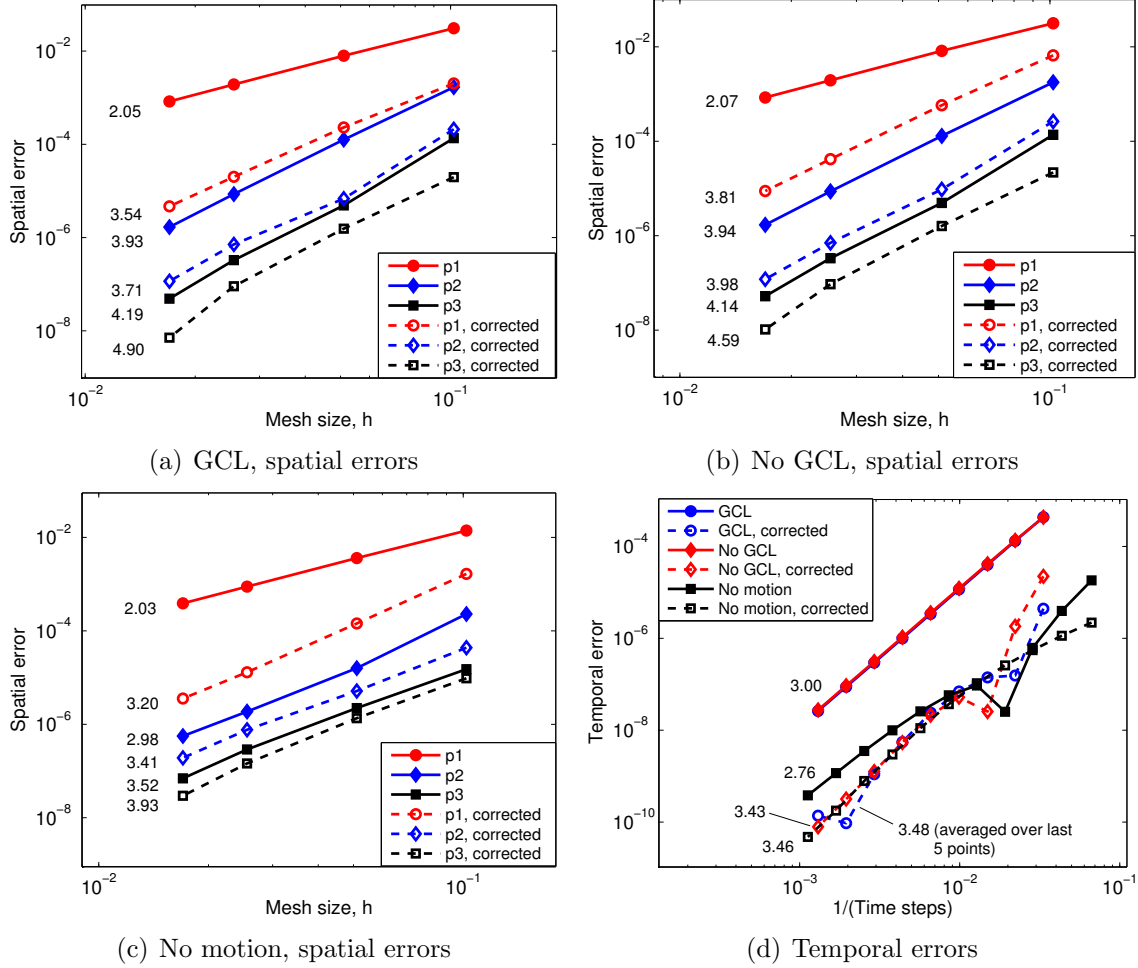 Spatial error
10^-2
10^-4
10^-6
10^-8
2.05
3.54
3.93
3.71
4.19
4.90
p1
p2
p3
p1, corrected
p2, corrected
p3, corrected
10^-2
10^-1
Mesh size, h
(a) GCL, spatial errors
Spatial error
10^-2
10^-4
10^-6
10^-8
2.07
3.81
3.94
3.98
4.14
4.59
p1
p2
p3
p1, corrected
p2, corrected
p3, corrected
10^-2
10^-1
Mesh size, h
(b) No GCL, spatial errors
Spatial error
10^-2
10^-4
10^-6
10^-8
2.03
3.20
2.98
3.41
3.52
3.93
p1
p2
p3
p1, corrected
p2, corrected
p3, corrected
10^-2
10^-1
Mesh size, h
(c) No motion, spatial errors
Temporal error
10^-4
10^-6
10^-8
10^-10
GCL
GCL, corrected
No GCL
No GCL, corrected
No motion
No motion, corrected
3.00
2.76
3.43
3.46
3.48 (averaged over last
5 points)
10^-3
10^-2
10^-1
1/(Time steps)
(d) Temporal errors